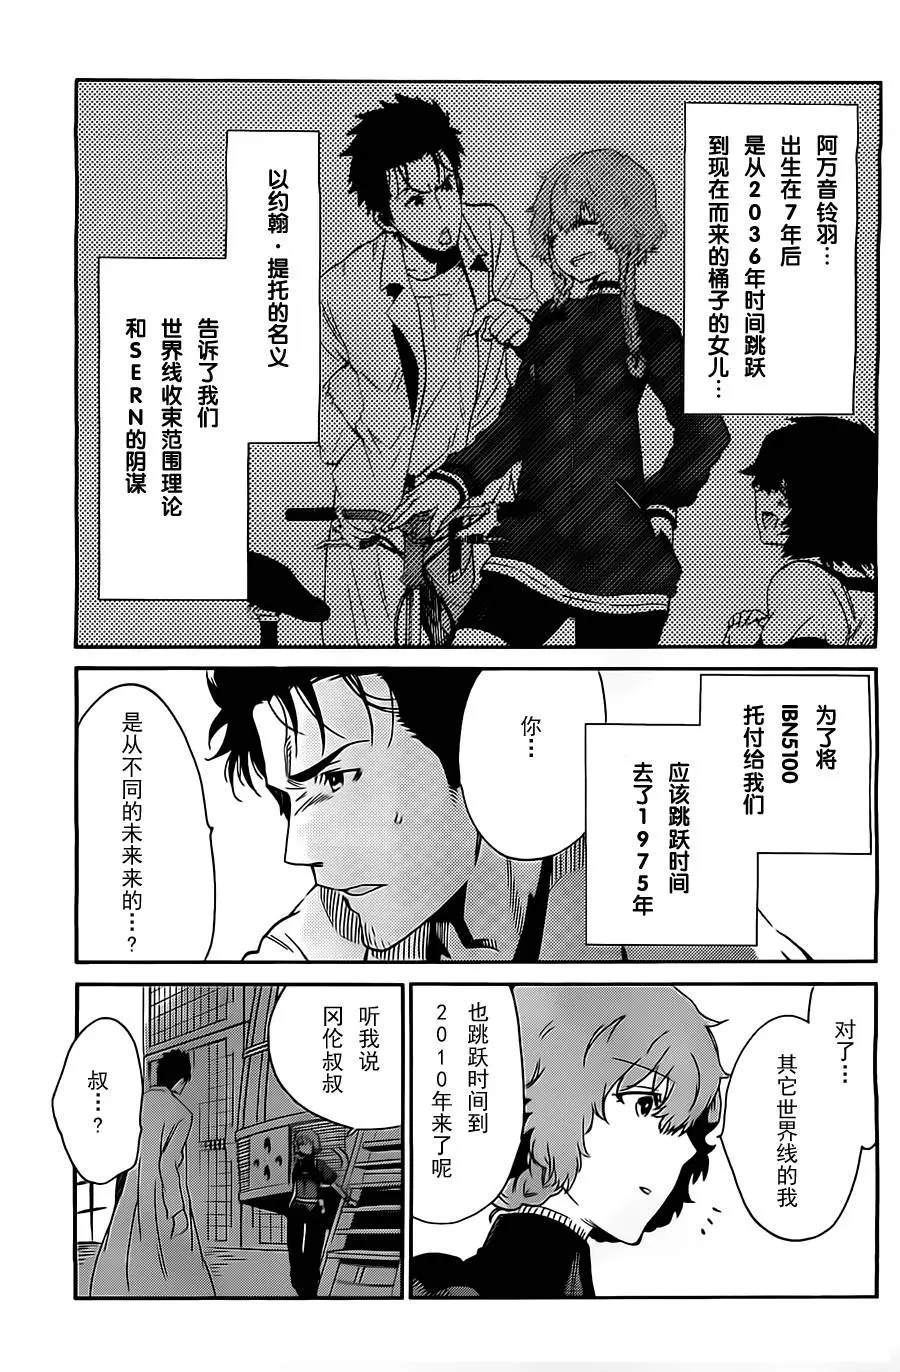 阿万音铃羽…
出生在7年后
是从2036年时间跳跃
到现在而来的桶子的女儿…
以约翰·提托的名义
告诉了我们
世界线收束范围理论
和SERN的阴谋
为了将
IBN5100
托付给我们
应该跳跃时间
去了1975年
你…
是从不同的未来来的…?
对了…
其它世界线的我
也跳跃时间到
2010年来了呢
听我说
冈伦叔叔
叔…?